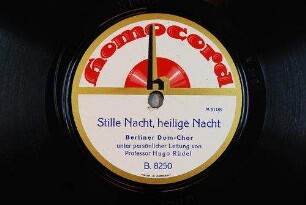 Homocord
Stille Nacht, heilige Nacht
Berliner Dom-Chor
unter persönlicher Leitung von
Professor Hugo Rüdel
B. 8250